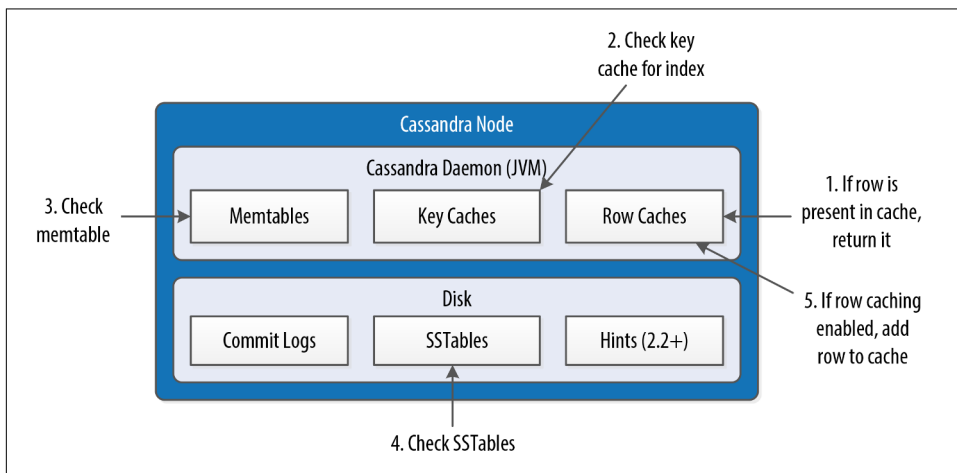 2. Check key
cache for index
Cassandra Node
Cassandra Daemon (JVM)
3. Check
memtable
Memtables
Key Caches
Row Caches
1. If row is
present in cache,
return it
Disk
Commit Logs
SSTables
Hints (2.2+)
5. If row caching
enabled, add
row to cache
4. Check SSTables